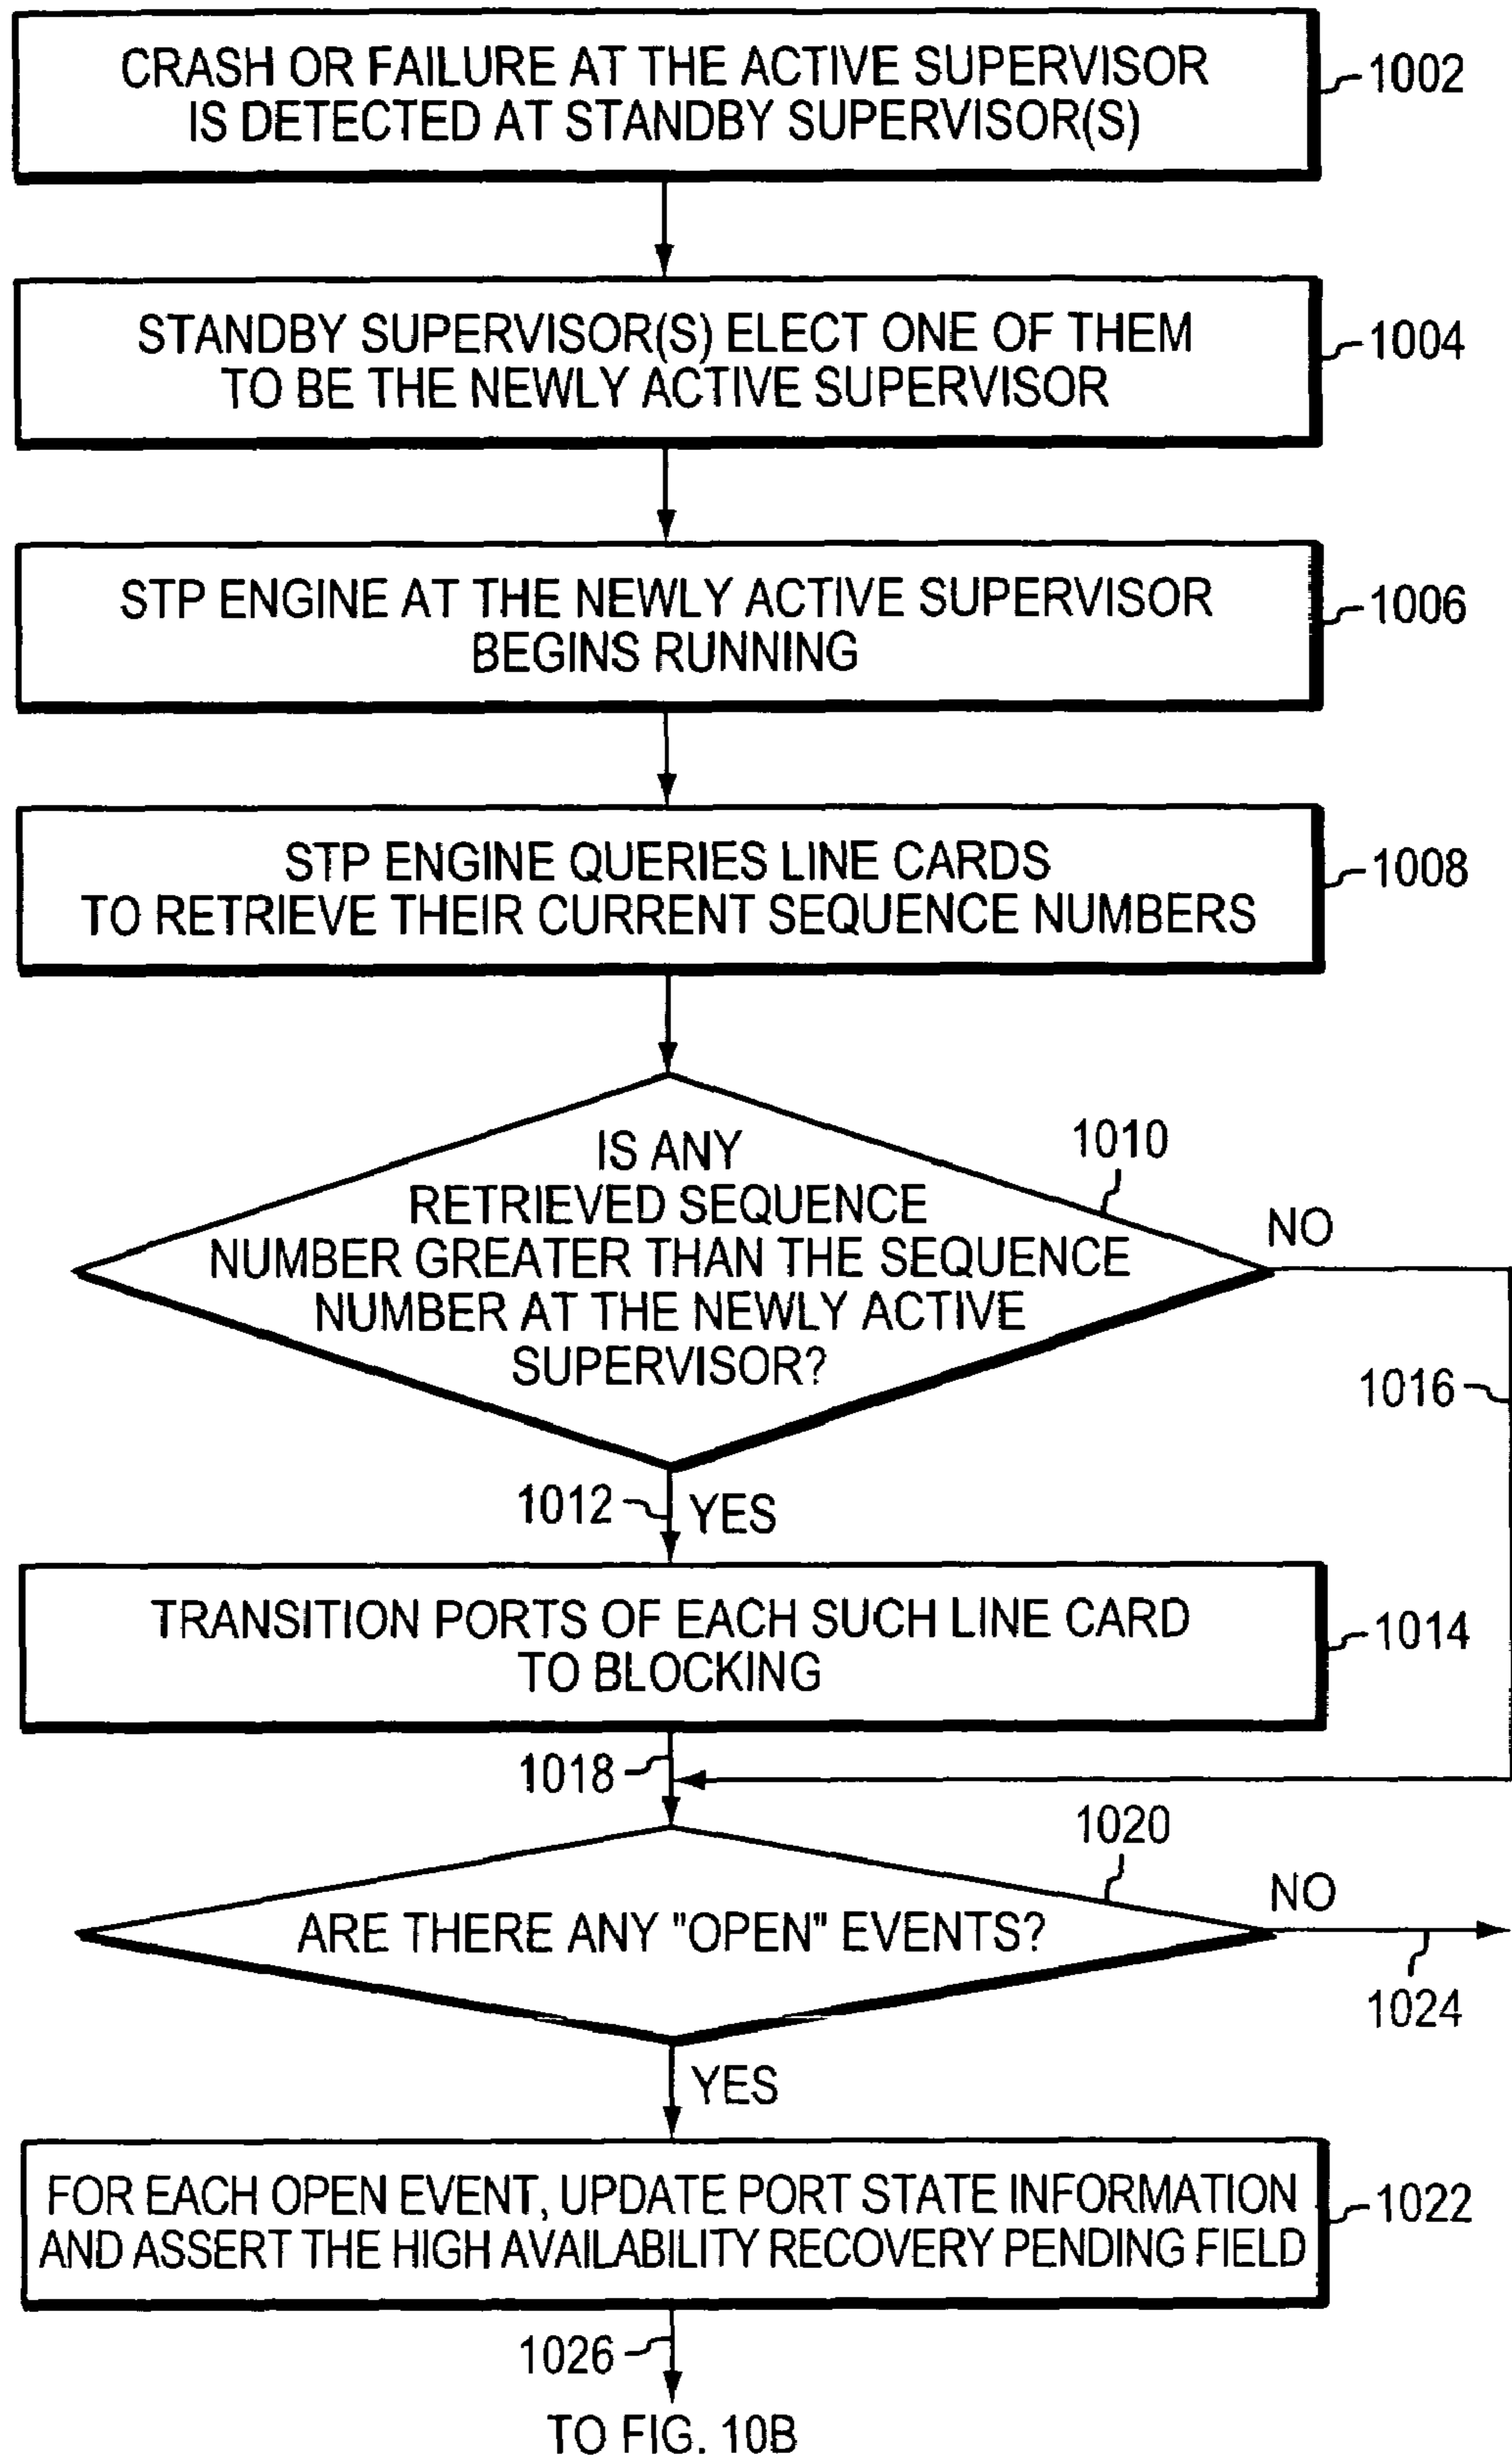 CRASH OR FAILURE AT THE ACTIVE SUPERVISOR
IS DETECTED AT STANDBY SUPERVISOR(S)
1002
STANDBY SUPERVISOR(S) ELECT ONE OF THEM
TO BE THE NEWLY ACTIVE SUPERVISOR
1004
STP ENGINE AT THE NEWLY ACTIVE SUPERVISOR
BEGINS RUNNING
1006
STP ENGINE QUERIES LINE CARDS
TO RETRIEVE THEIR CURRENT SEQUENCE NUMBERS
1008
IS ANY
RETRIEVED SEQUENCE
NUMBER GREATER THAN THE SEQUENCE
NUMBER AT THE NEWLY ACTIVE
SUPERVISOR?
1010
NO
1016
1012
YES
TRANSITION PORTS OF EACH SUCH LINE CARD
TO BLOCKING
1014
1018
1020
ARE THERE ANY "OPEN" EVENTS?
NO
1024
YES
FOR EACH OPEN EVENT, UPDATE PORT STATE INFORMATION
AND ASSERT THE HIGH AVAILABILITY RECOVERY PENDING FIELD
1022
1026
TO FIG. 10B